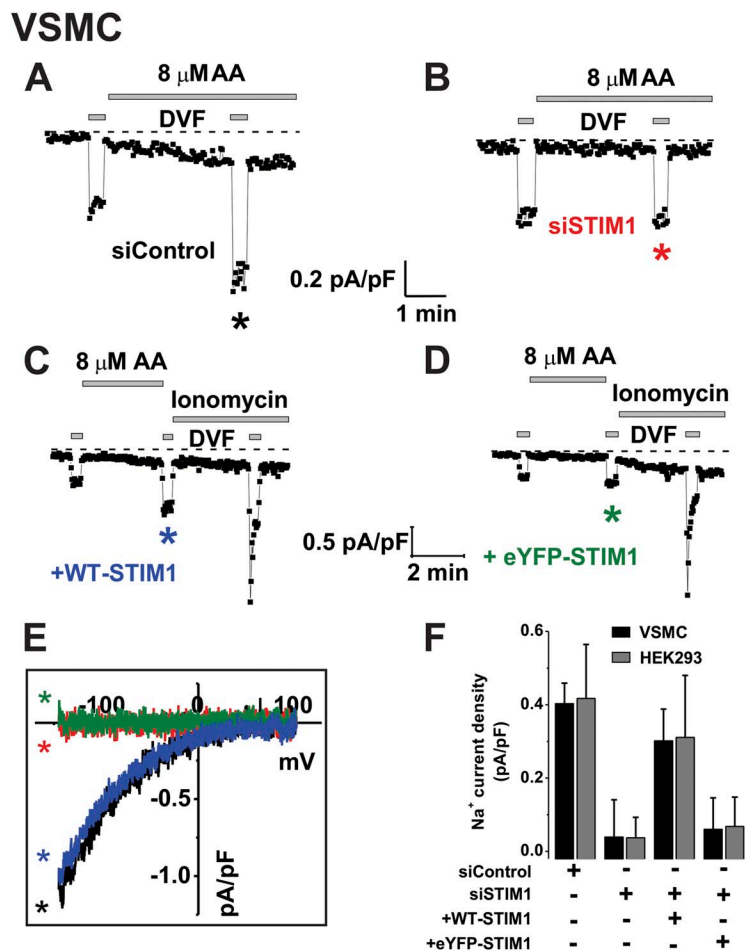 VSMC
A
8 μM AA
DVF
siControl
*
B
8 μM AA
DVF
siSTIM1
*
0.2 pA/pF
1 min
C
8 μM AA
Ionomycin
DVF
*
+WT-STIM1
D
8 μM AA
Ionomycin
DVF
*
+ eYFP-STIM1
0.5 pA/pF
2 min
E
* -100 0 100
*
mV
-0.5
*
-1.0
*
pA/pF
F
VSMC
HEK293
Na+ current density
(pA/pF)
0.6
0.4
0.2
0.0
siControl + - - -
siSTIM1 - + + +
+WT-STIM1 - - + -
+eYFP-STIM1 - - - +